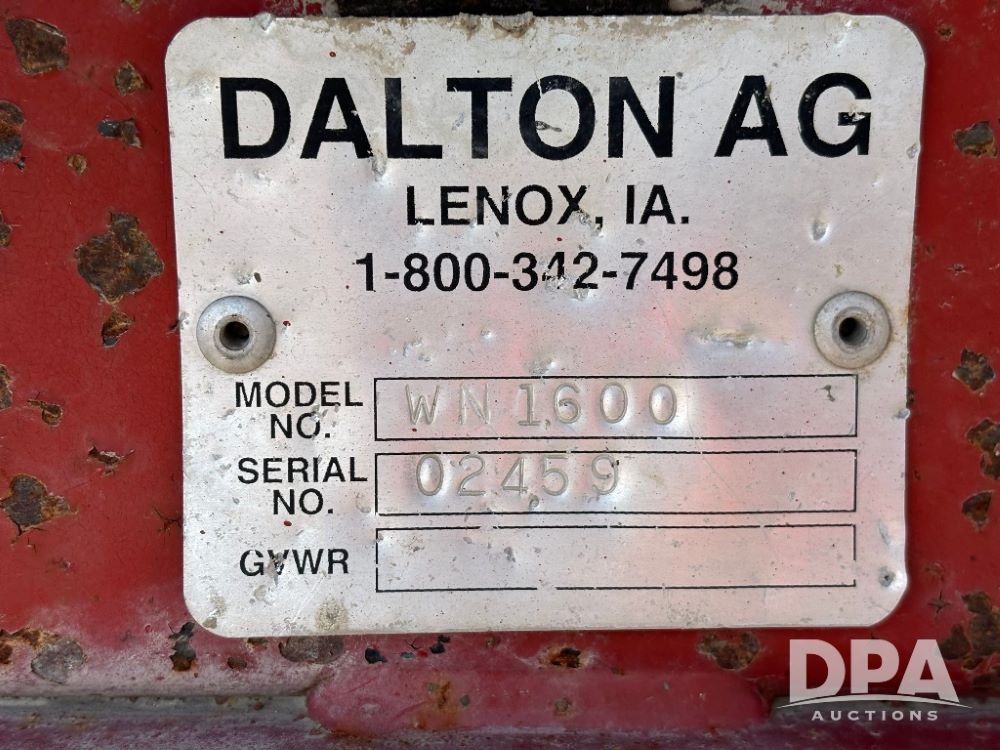 DALTON AG
LENOX, IA.
1-800-342-7498
MODEL NO. WN1600
SERIAL NO. 02459
GVWR
DPA
AUCTIONS